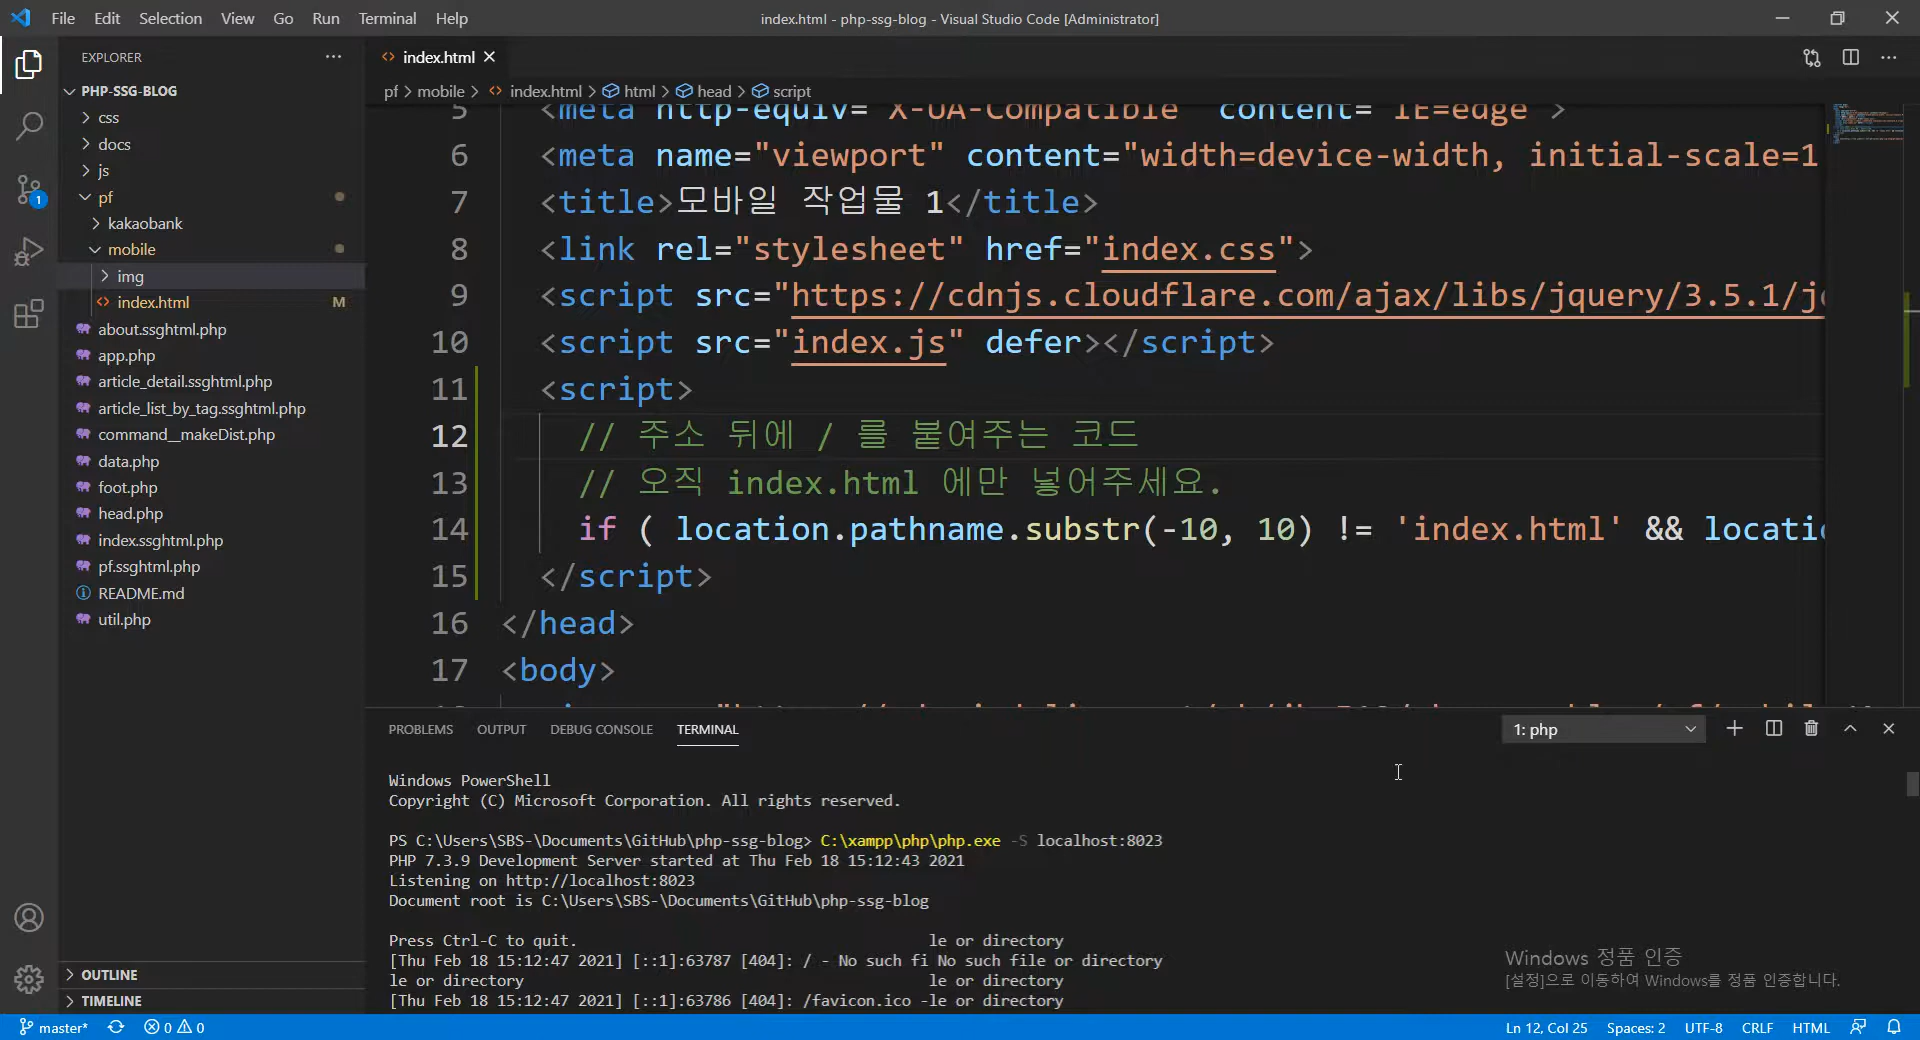 File Edit Selection View Go Run Terminal Help
index.html - php-ssg-blog - Visual Studio Code [Administrator]
EXPLORER
PHP-SSG-BLOG
css
docs
js
pf
kakaobank
mobile
img
index.html M
about.ssghtml.php
app.php
article_detail.ssghtml.php
article_list_by_tag.ssghtml.php
command__makeDist.php
data.php
foot.php
head.php
index.ssghtml.php
pf.ssghtml.php
README.md
util.php
OUTLINE
TIMELINE
1
index.html
pf > mobile > index.html > html > head > script
5 <meta http-equiv="X-UA-Compatible" content="IE=edge">
6 <meta name="viewport" content="width=device-width, initial-scale=1
7 <title>모바일 작업물 1</title>
8 <link rel="stylesheet" href="index.css">
9 <script src="https://cdnjs.cloudflare.com/ajax/libs/jquery/3.5.1/
10 <script src="index.js" defer></script>
11 <script>
12 // 주소 뒤에 / 를 붙여주는 코드
13 // 오직 index.html 에만 넣어주세요.
14 if ( location.pathname.substr(-10, 10) != 'index.html' && locati
15 </script>
16 </head>
17 <body>
PROBLEMS OUTPUT DEBUG CONSOLE TERMINAL
1: php
Windows PowerShell
Copyright (C) Microsoft Corporation. All rights reserved.
PS C:\Users\SBS-\Documents\GitHub\php-ssg-blog> C:\xampp\php\php.exe -S localhost:8023
PHP 7.3.9 Development Server started at Thu Feb 18 15:12:43 2021
Listening on http://localhost:8023
Document root is C:\Users\SBS-\Documents\GitHub\php-ssg-blog
Press Ctrl-C to quit. le or directory
[Thu Feb 18 15:12:47 2021] [::1]:63787 [404]: / - No such fi No such file or directory
le or directory le or directory
[Thu Feb 18 15:12:47 2021] [::1]:63786 [404]: /favicon.ico -le or directory
Windows 정품 인증
[설정]으로 이동하여 Windows를 정품 인증합니다.
master* 0 0
Ln 12, Col 25 Spaces: 2 UTF-8 CRLF HTML